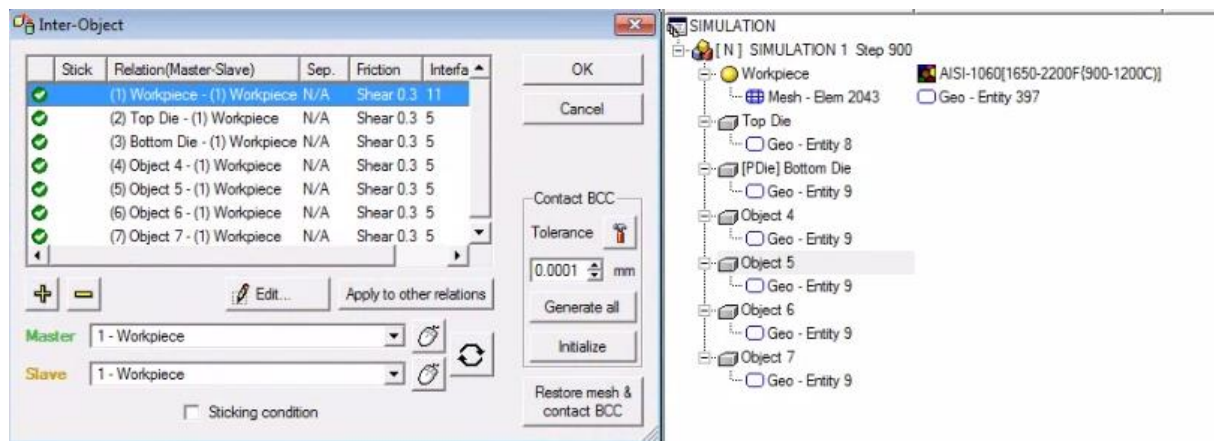 Inter-Object
Stick Relation(Master-Slave) Sep. Friction Interfa
(1) Workpiece - (1) Workpiece N/A Shear 0.3 11
(2) Top Die - (1) Workpiece N/A Shear 0.3 5
(3) Bottom Die - (1) Workpiece N/A Shear 0.3 5
(4) Object 4 - (1) Workpiece N/A Shear 0.3 5
(5) Object 5 - (1) Workpiece N/A Shear 0.3 5
(6) Object 6 - (1) Workpiece N/A Shear 0.3 5
(7) Object 7 - (1) Workpiece N/A Shear 0.3 5
Edit...
Apply to other relations
Master 1 - Workpiece
Slave 1 - Workpiece
Sticking condition
OK
Cancel
Contact BCC
Tolerance
0.0001 mm
Generate all
Initialize
Restore mesh &
contact BCC
SIMULATION
[ N ] SIMULATION 1 Step 900
Workpiece AISI-1060[1650-2200F(900-1200C)]
Mesh - Elem 2043 Geo - Entity 397
Top Die
Geo - Entity 8
[PDie] Bottom Die
Geo - Entity 9
Object 4
Geo - Entity 9
Object 5
Geo - Entity 9
Object 6
Geo - Entity 9
Object 7
Geo - Entity 9